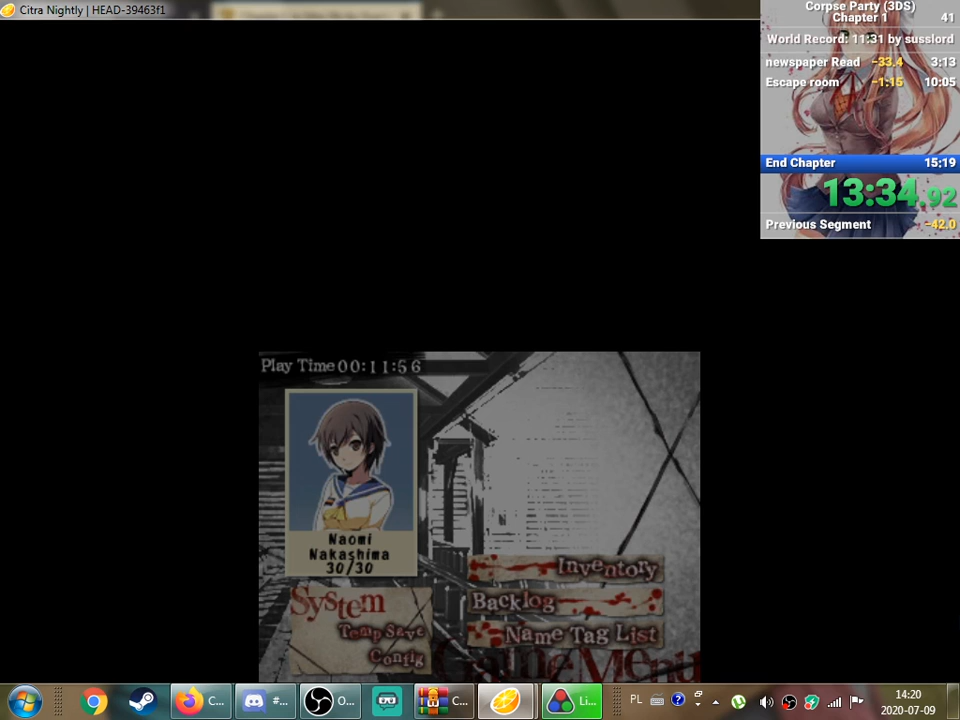 Citra Nightly | HEAD-39463f1
Corpse Party (3DS)
Chapter 1 41
World Record: 11:31 by susslord
newspaper Read -33.4 3:13
Escape room -1:15 10:05
End Chapter 15:19
13:34.92
Previous Segment -42.0
Play Time 00:11:56
Naomi
Nakashima
30/30
Inventory
System
Backlog
Temp Save
Name Tag List
Config
Game Menu
C...
#...
O...
C...
Li...
PL
14:20
2020-07-09